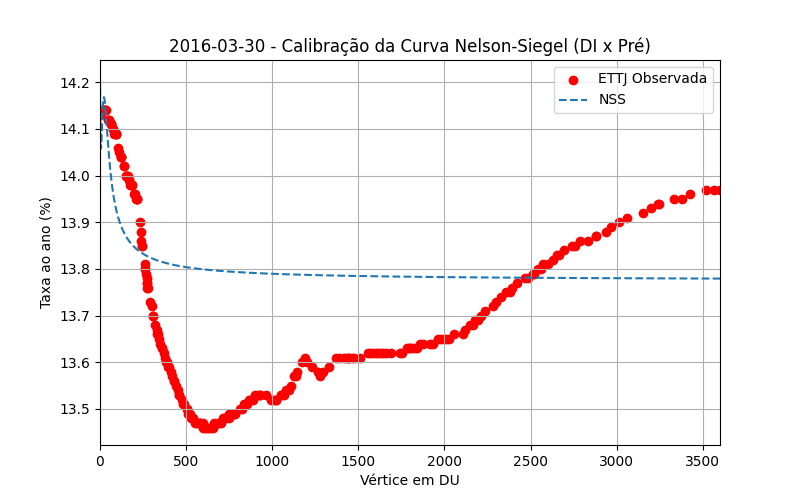 2016-03-30 - Calibração da Curva Nelson-Siegel (DI x Pré)
ETTJ Observada
NSS
Taxa ao ano (%)
14.2
14.1
14.0
13.9
13.8
13.7
13.6
13.5
0 500 1000 1500 2000 2500 3000 3500
Vértice em DU